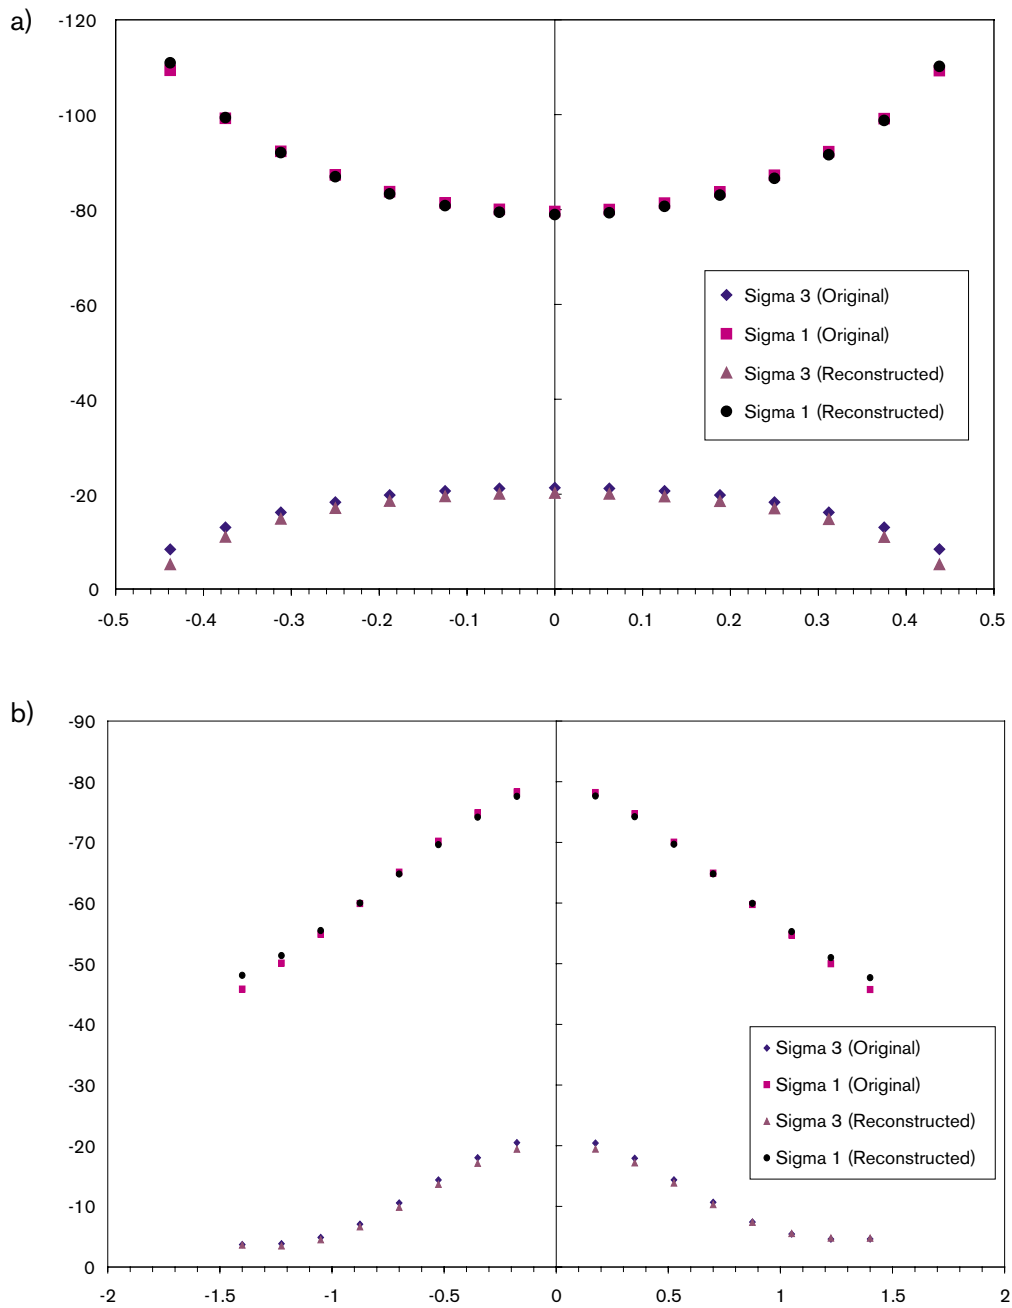 a)
-120
-100
-80
-60
-40
-20
0
-0.5 -0.4 -0.3 -0.2 -0.1 0 0.1 0.2 0.3 0.4 0.5
Sigma 3 (Original)
Sigma 1 (Original)
Sigma 3 (Reconstructed)
Sigma 1 (Reconstructed)
b)
-90
-80
-70
-60
-50
-40
-30
-20
-10
0
-2 -1.5 -1 -0.5 0 0.5 1 1.5 2
Sigma 3 (Original)
Sigma 1 (Original)
Sigma 3 (Reconstructed)
Sigma 1 (Reconstructed)